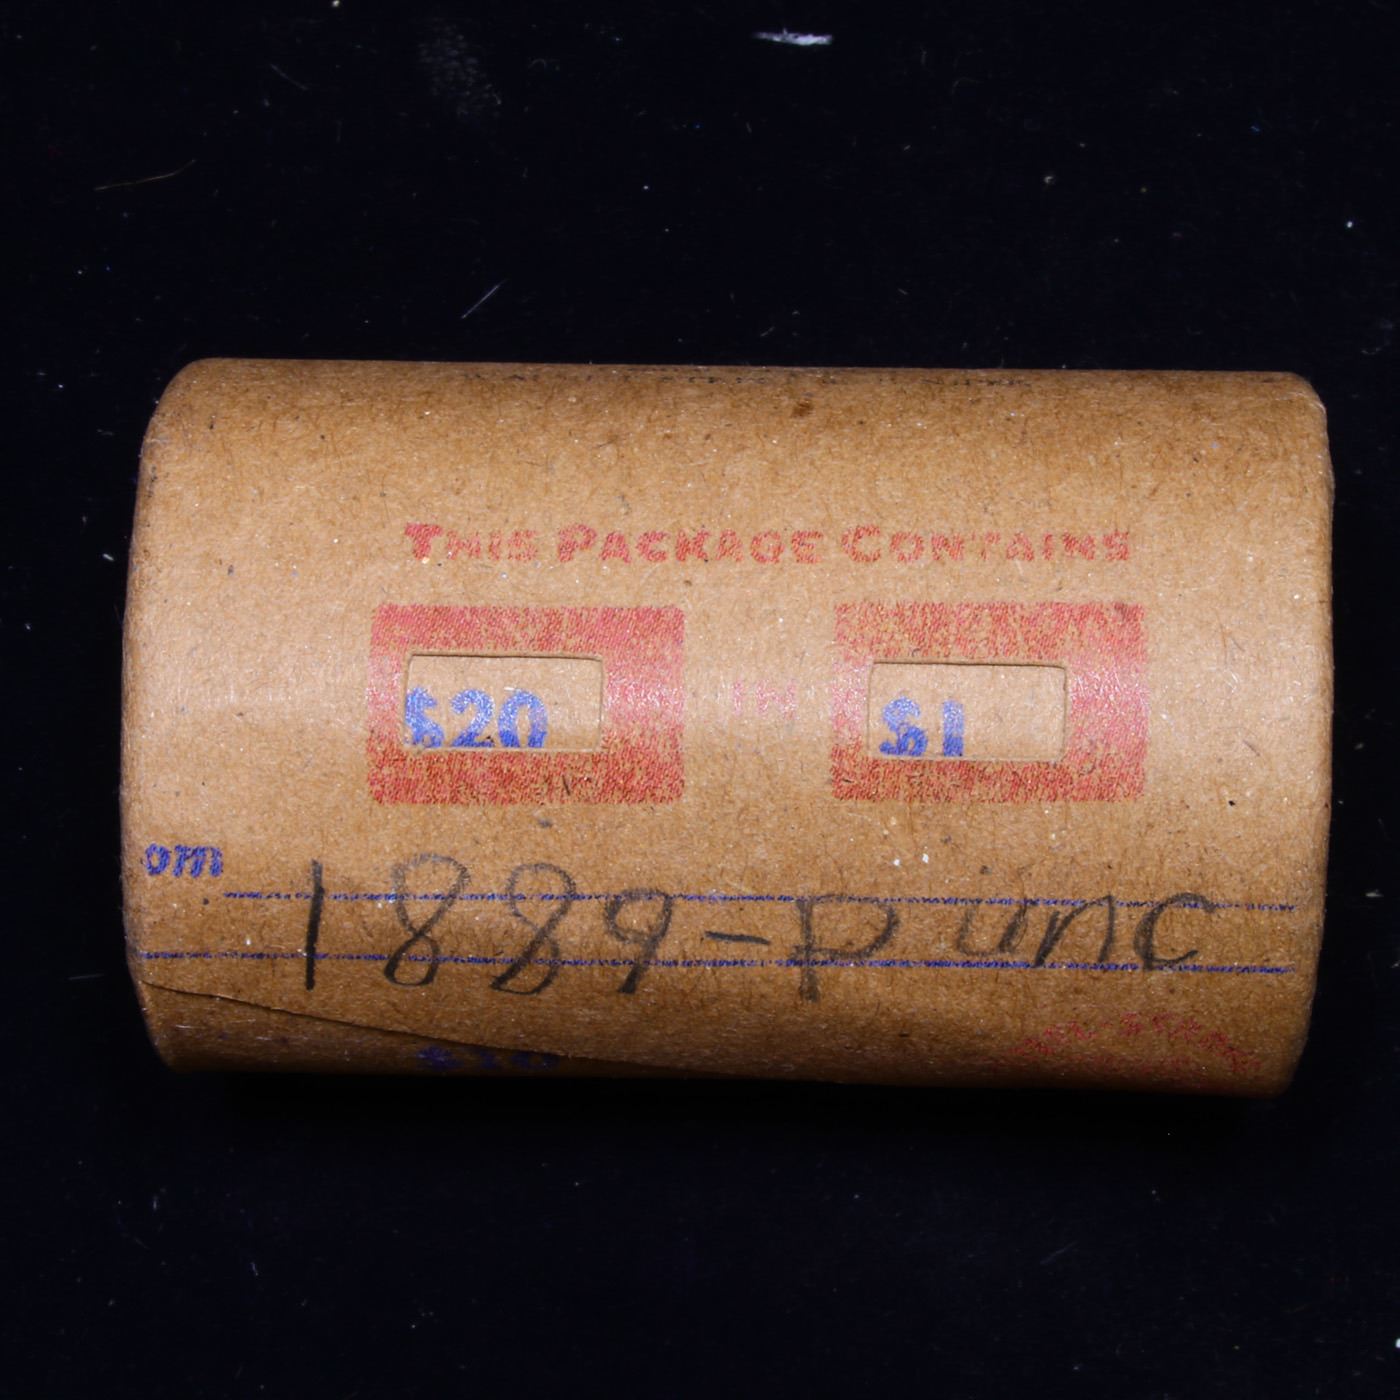 THIS PACKAGE CONTAINS
$20 IN $1
om
1889-P unc